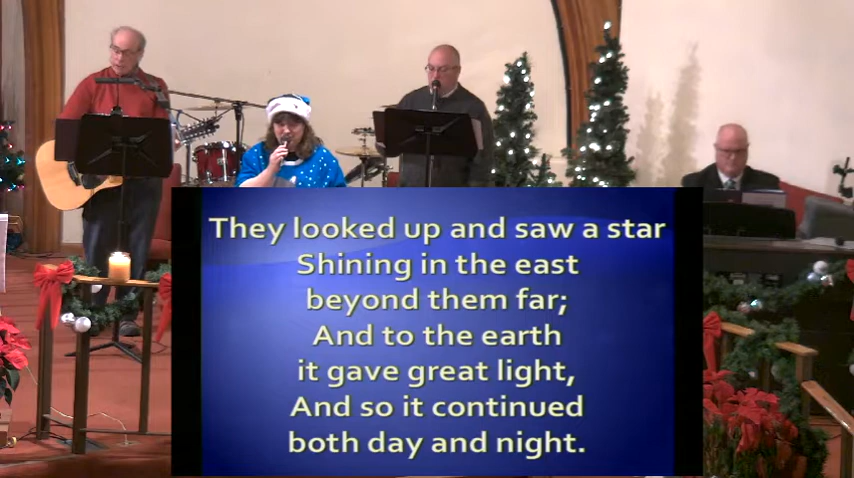 They looked up and saw a star
Shining in the east
beyond them far;
And to the earth
it gave great light,
And so it continued
both day and night.